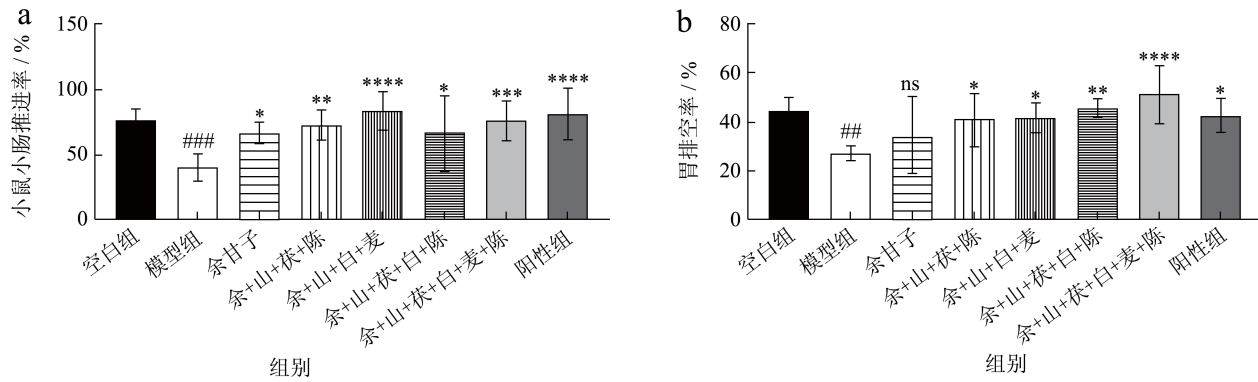 a
小鼠小肠推进率 / %
150
100
50
0
###
*
**
****
*
***
****
空白组
模型组
余甘子
余+山+茯+陈
余+山+白+麦
余+山+茯+白+陈
余+山+茯+白+麦+陈
阳性组
组别
b
胃排空率 / %
80
60
40
20
0
##
ns
*
*
**
****
*
空白组
模型组
余甘子
余+山+茯+陈
余+山+白+麦
余+山+茯+白+陈
余+山+茯+白+麦+陈
阳性组
组别